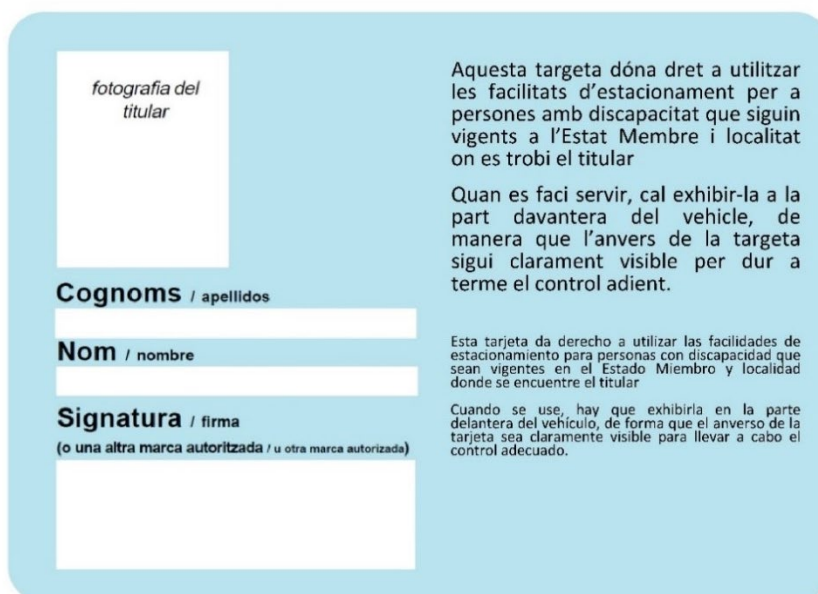 fotografia del
titular
Cognoms / apellidos
Nom / nombre
Signatura / firma
(o una altra marca autoritzada / u otra marca autorizada)
Aquesta targeta dóna dret a utilitzar
les facilitats d’estacionament per a
persones amb discapacitat que siguin
vigents a l’Estat Membre i localitat
on es trobi el titular
Quan es faci servir, cal exhibir-la a la
part davantera del vehicle, de
manera que l’anvers de la targeta
sigui clarament visible per dur a
terme el control adient.
Esta tarjeta da derecho a utilizar las facilidades de
estacionamiento para personas con discapacidad que
sean vigentes en el Estado Miembro y localidad
donde se encuentre el titular
Cuando se use, hay que exhibirla en la parte
delantera del vehículo, de forma que el anverso de la
tarjeta sea claramente visible para llevar a cabo el
control adecuado.